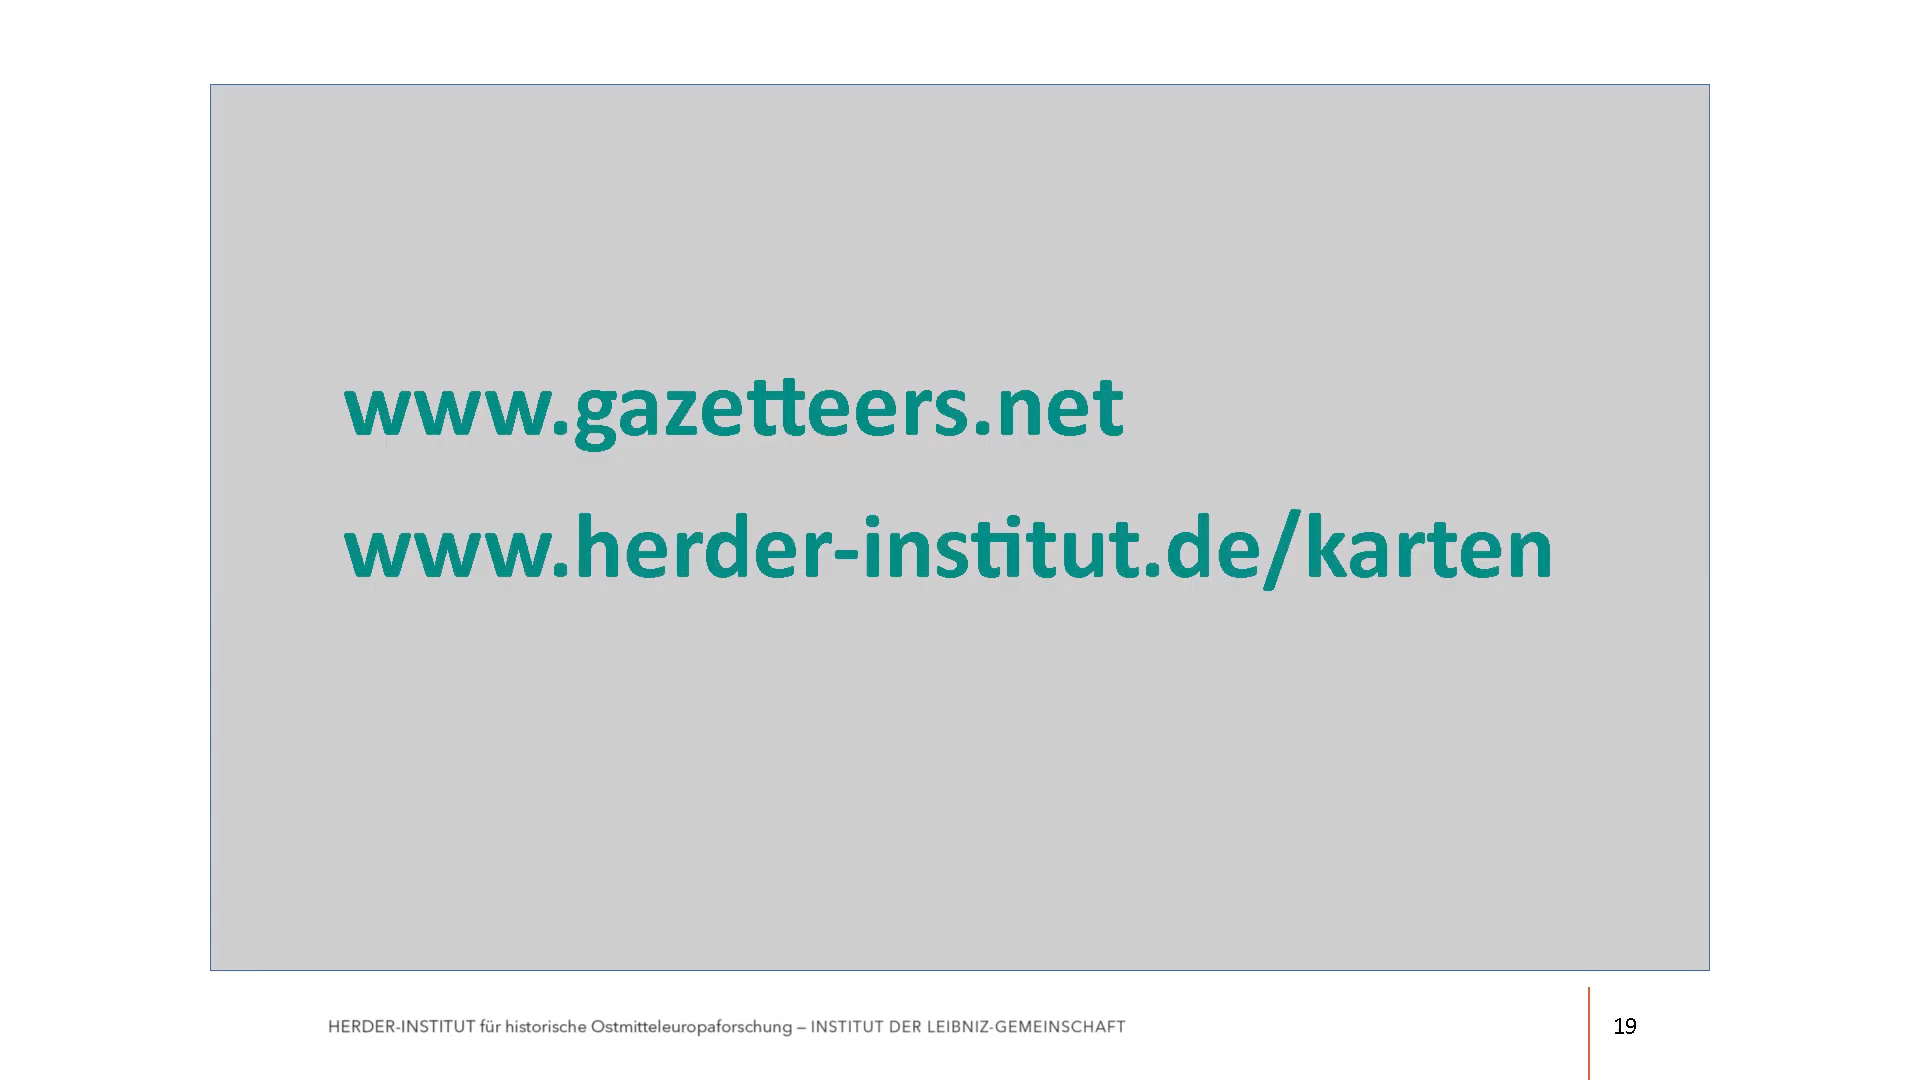 www.gazetteers.net
www.herder-institut.de/karten
HERDER-INSTITUT für historische Ostmitteleuropaforschung – INSTITUT DER LEIBNIZ-GEMEINSCHAFT
19